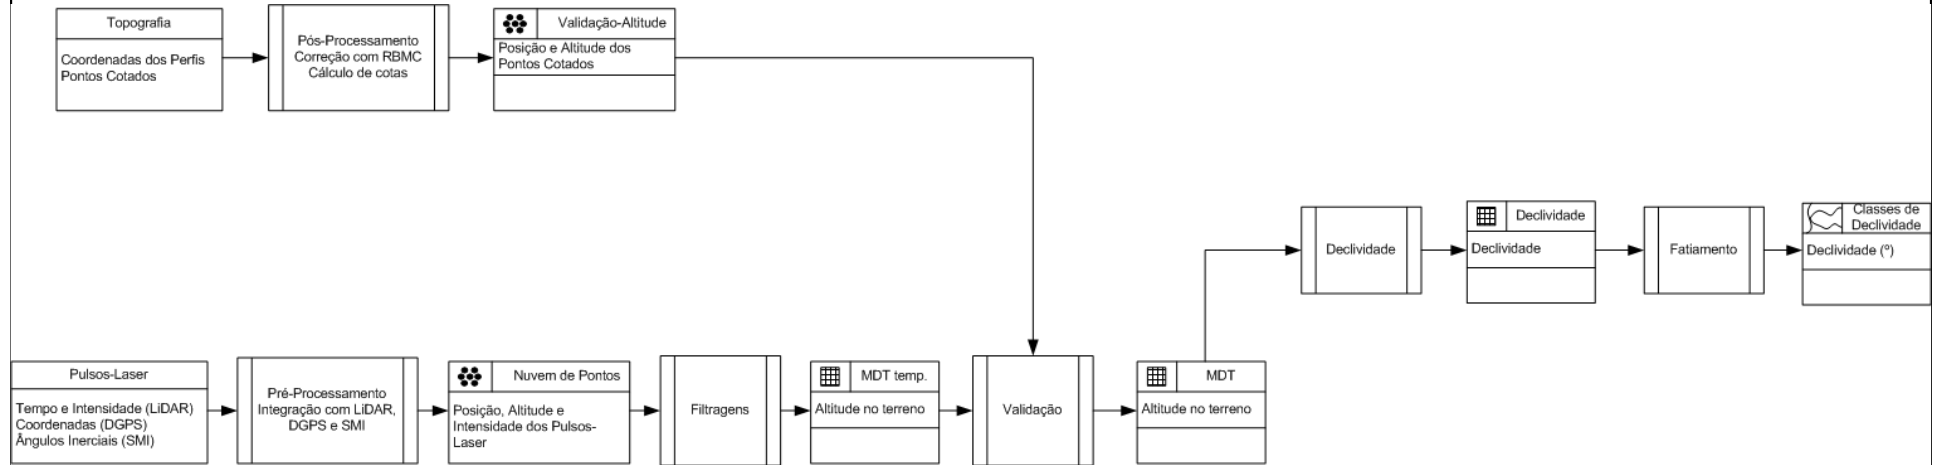 Topografia
Coordenadas dos Perfis
Pontos Cotados
Pós-Processamento
Correção com RBMC
Cálculo de cotas
Validação-Altitude
Posição e Altitude dos
Pontos Cotados
Declividade
Declividade
Declividade
Fatiamento
Classes de
Declividade
Declividade (º)
Pulsos-Laser
Tempo e Intensidade (LiDAR)
Coordenadas (DGPS)
Ângulos Inerciais (SMI)
Pré-Processamento
Integração com LiDAR,
DGPS e SMI
Nuvem de Pontos
Posição, Altitude e
Intensidade dos Pulsos-
Laser
Filtragens
MDT temp.
Altitude no terreno
Validação
MDT
Altitude no terreno